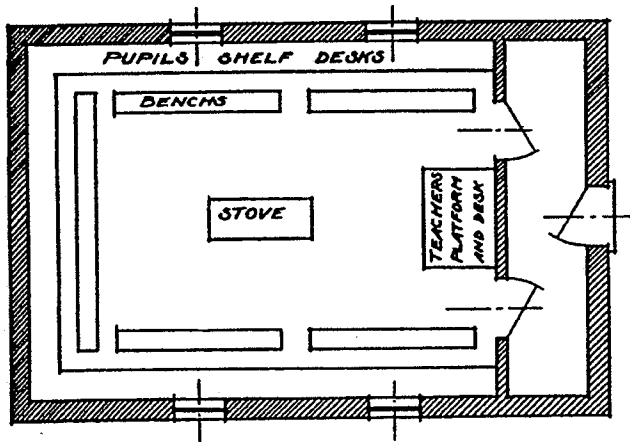 PUPILS SHELF DESKS
BENCHS
STOVE
TEACHERS
PLATFORM
AND DESK